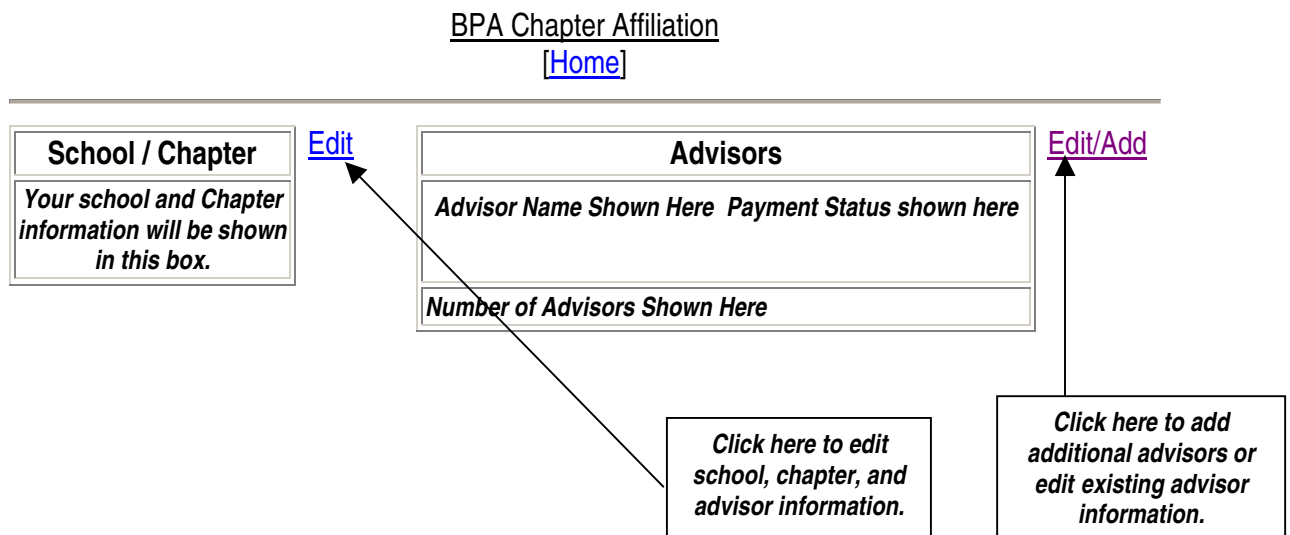 BPA Chapter Affiliation
[Home]
School / Chapter
Edit
Your school and Chapter
information will be shown
in this box.
Advisors
Edit/Add
Advisor Name Shown Here Payment Status shown here
Number of Advisors Shown Here
Click here to edit
school, chapter, and
advisor information.
Click here to add
additional advisors or
edit existing advisor
information.